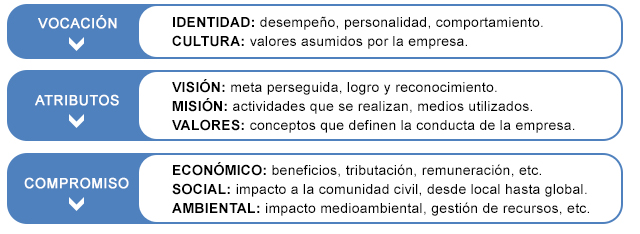 VOCACIÓN
IDENTIDAD: desempeño, personalidad, comportamiento.
CULTURA: valores asumidos por la empresa.
ATRIBUTOS
VISIÓN: meta perseguida, logro y reconocimiento.
MISIÓN: actividades que se realizan, medios utilizados.
VALORES: conceptos que definen la conducta de la empresa.
COMPROMISO
ECONÓMICO: beneficios, tributación, remuneración, etc.
SOCIAL: impacto a la comunidad civil, desde local hasta global.
AMBIENTAL: impacto medioambiental, gestión de recursos, etc.